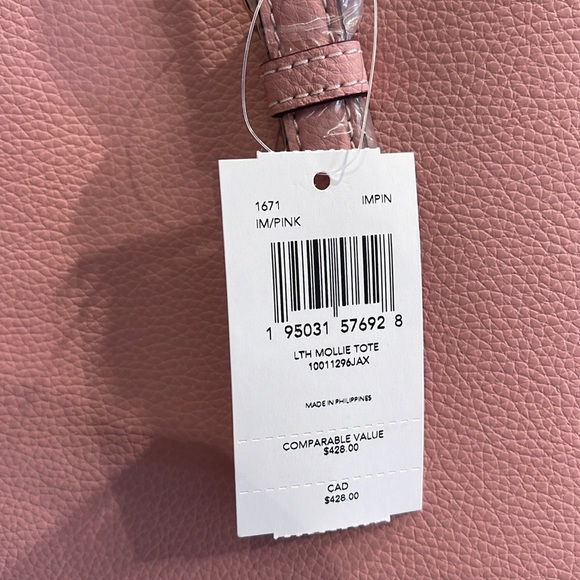 1671 IMPIN
IM/PINK
1 95031 57692 8
LTH MOLLIE TOTE
10011296JAX
MADE IN PHILIPPINES
COMPARABLE VALUE
$428.00
CAD
$428.00